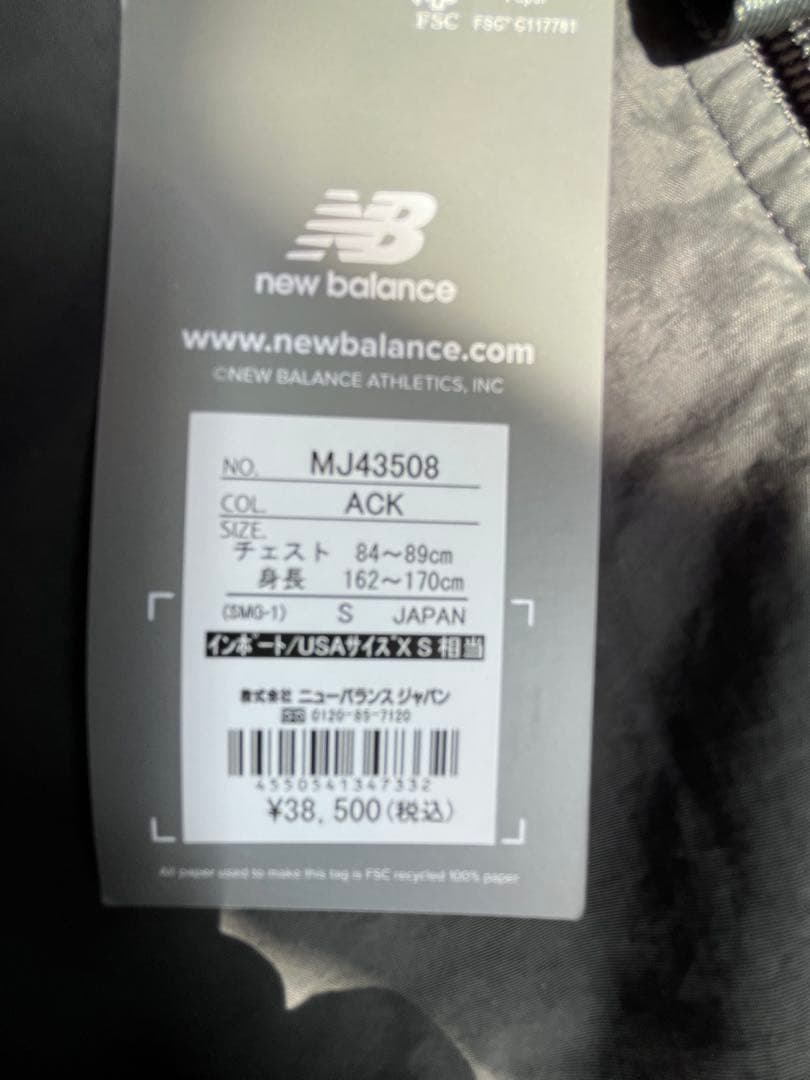 Paper
FSC FSC® C117781
NB
new balance
www.newbalance.com
©NEW BALANCE ATHLETICS, INC
NO. MJ43508
COL. ACK
SIZE.
チェスト 84～89cm
身長 162～170cm
(SMG-1) S JAPAN
インポート/USAサイズXS相当
株式会社 ニューバランス ジャパン
0120-85-7120
4550541347332
¥38,500(税込)
All paper used to make this tag is FSC recycled 100% paper